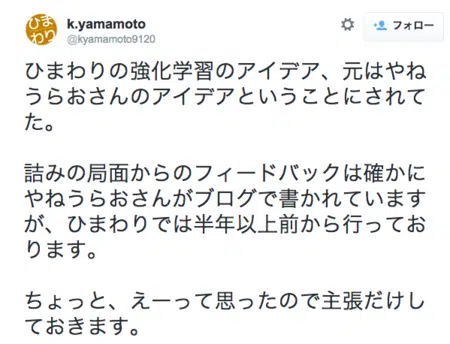 ひまわり
k.yamamoto
@kyamamoto9120
フォロー
ひまわりの強化学習のアイデア、元はやね
うらおさんのアイデアということにされて
た。
詰みの局面からのフィードバックは確かに
やねうらおさんがブログで書かれています
が、ひまわりでは半年以上前から行ってお
ります。
ちょっと、えーって思ったので主張だけし
ておきます。